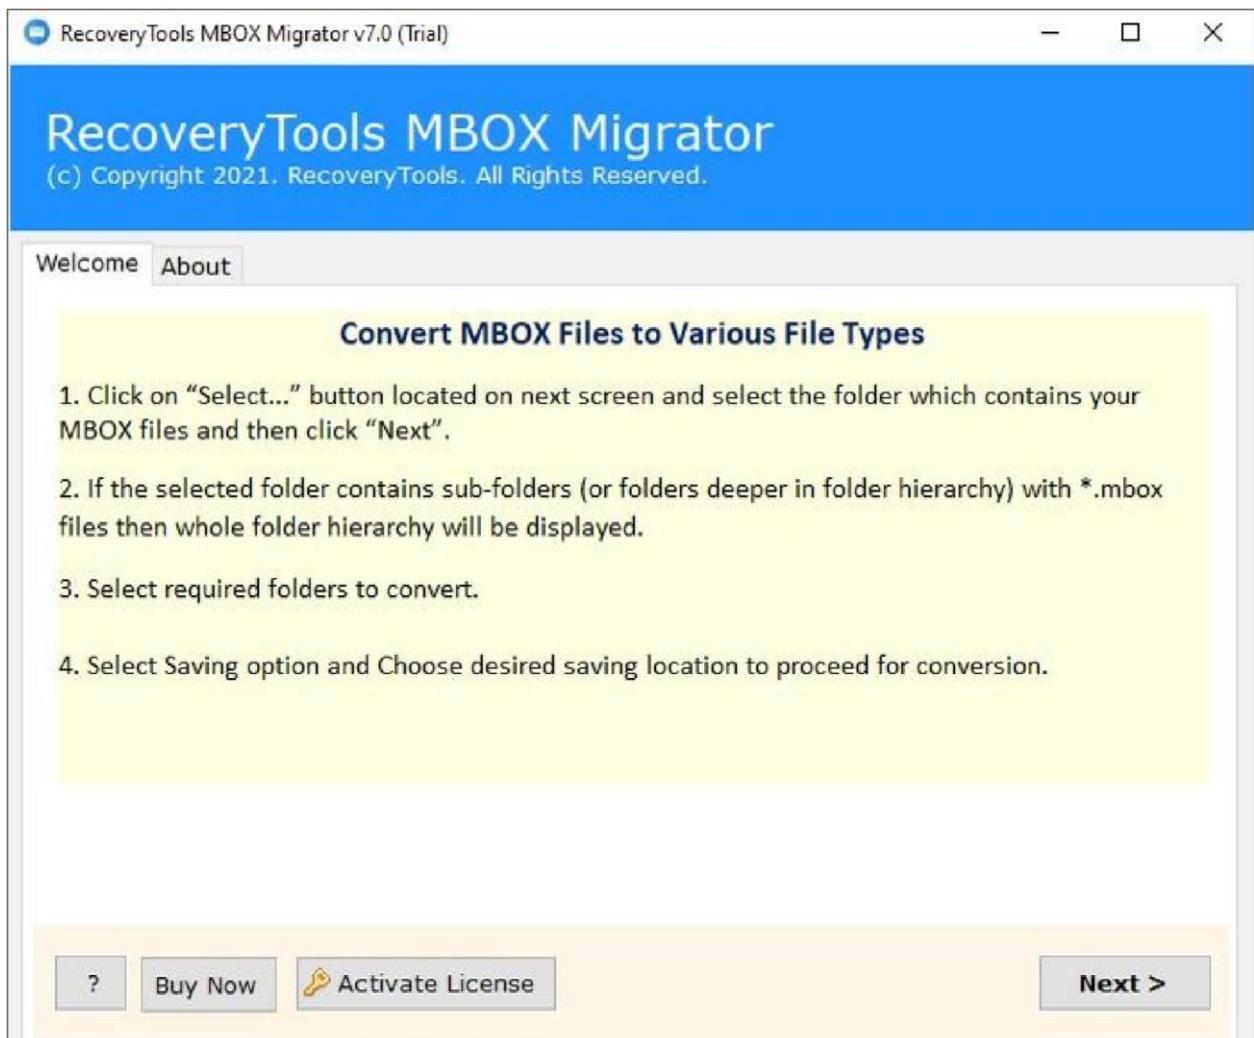 RecoveryTools MBOX Migrator v7.0 (Trial)
RecoveryTools MBOX Migrator
(c) Copyright 2021. RecoveryTools. All Rights Reserved.
Welcome About
Convert MBOX Files to Various File Types
1. Click on “Select...” button located on next screen and select the folder which contains your
MBOX files and then click “Next”.
2. If the selected folder contains sub-folders (or folders deeper in folder hierarchy) with *.mbox
files then whole folder hierarchy will be displayed.
3. Select required folders to convert.
4. Select Saving option and Choose desired saving location to proceed for conversion.
? Buy Now Activate License Next >